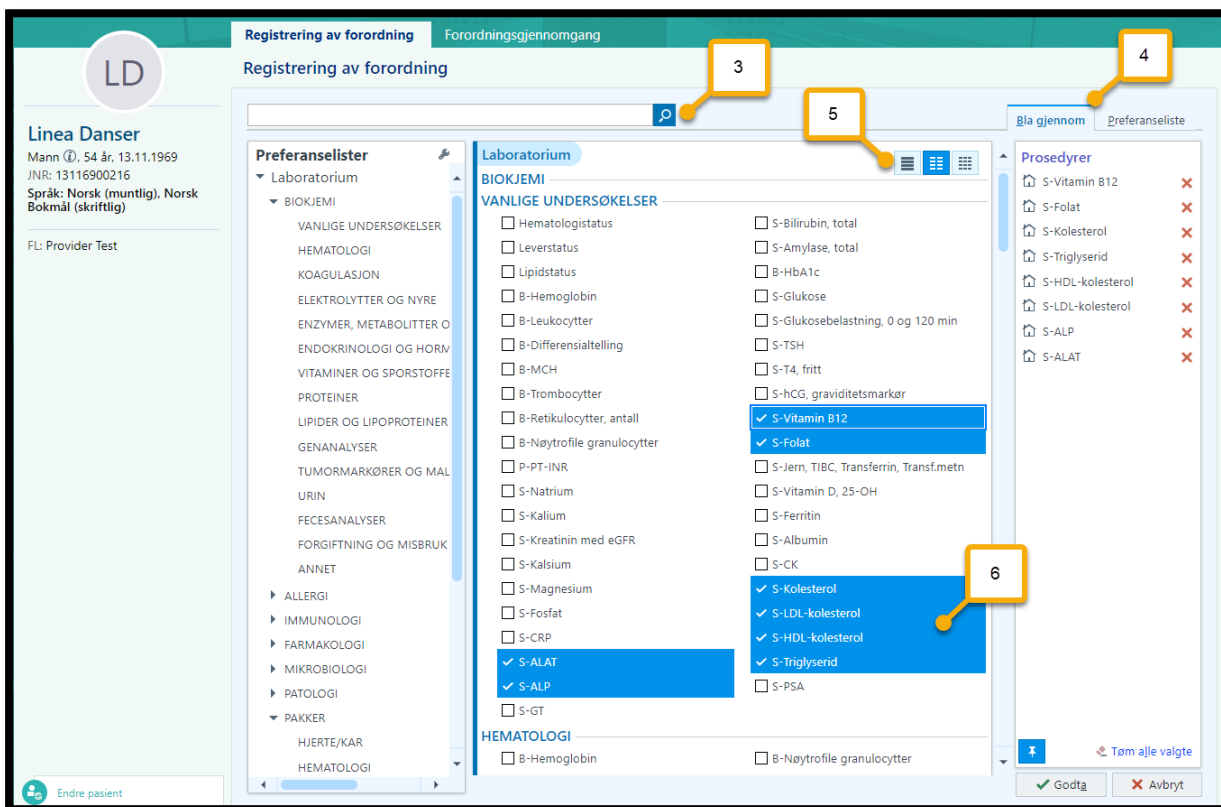 Registrering av forordning
Forordningsgjennomgang
LD
Registrering av forordning
3
4
5
Bla gjennom
Preferanseliste
Linea Danser
Mann, 54 år, 13.11.1969
JNR: 13116900216
Språk: Norsk (muntlig), Norsk
Bokmål (skriftlig)
FL: Provider Test
Preferanselister
Laboratorium
BIOKJEMI
VANLIGE UNDERSØKELSER
HEMATOLOGI
KOAGULASJON
ELEKTROLYTTER OG NYRE
ENZYMER, METABOLITTER O
ENDOKRINOLOGI OG HORM
VITAMINER OG SPORSTOFFE
PROTEINER
LIPIDER OG LIPOPROTEINER
GENANALYSER
TUMORMARKØRER OG MAL
URIN
FECESANALYSER
FORGIFTNING OG MISBRUK
ANNET
ALLERGI
IMMUNOLOGI
FARMAKOLOGI
MIKROBIOLOGI
PATOLOGI
PAKKER
HJERTE/KAR
HEMATOLOGI
Laboratorium
BIOKJEMI
VANLIGE UNDERSØKELSER
Hematologistatus
Leverstatus
Lipidstatus
B-Hemoglobin
B-Leukocytter
B-Differensialtelling
B-MCH
B-Trombocytter
B-Retikulocytter, antall
B-Nøytrofile granulocytter
P-PT-INR
S-Natrium
S-Kalium
S-Kreatinin med eGFR
S-Kalsium
S-Magnesium
S-Fosfat
S-CRP
S-ALAT
S-ALP
S-GT
S-Bilirubin, total
S-Amylase, total
B-HbA1c
S-Glukose
S-Glukosebelastning, 0 og 120 min
S-TSH
S-T4, fritt
S-hCG, graviditetsmarkør
S-Vitamin B12
S-Folat
S-Jern, TIBC, Transferrin, Transf.metn
S-Vitamin D, 25-OH
S-Ferritin
S-Albumin
S-CK
S-Kolesterol
S-LDL-kolesterol
S-HDL-kolesterol
S-Triglyserid
S-PSA
6
HEMATOLOGI
B-Hemoglobin
B-Nøytrofile granulocytter
Prosedyrer
S-Vitamin B12
S-Folat
S-Kolesterol
S-Triglyserid
S-HDL-kolesterol
S-LDL-kolesterol
S-ALP
S-ALAT
Tøm alle valgte
Godta
Avbryt
Endre pasient